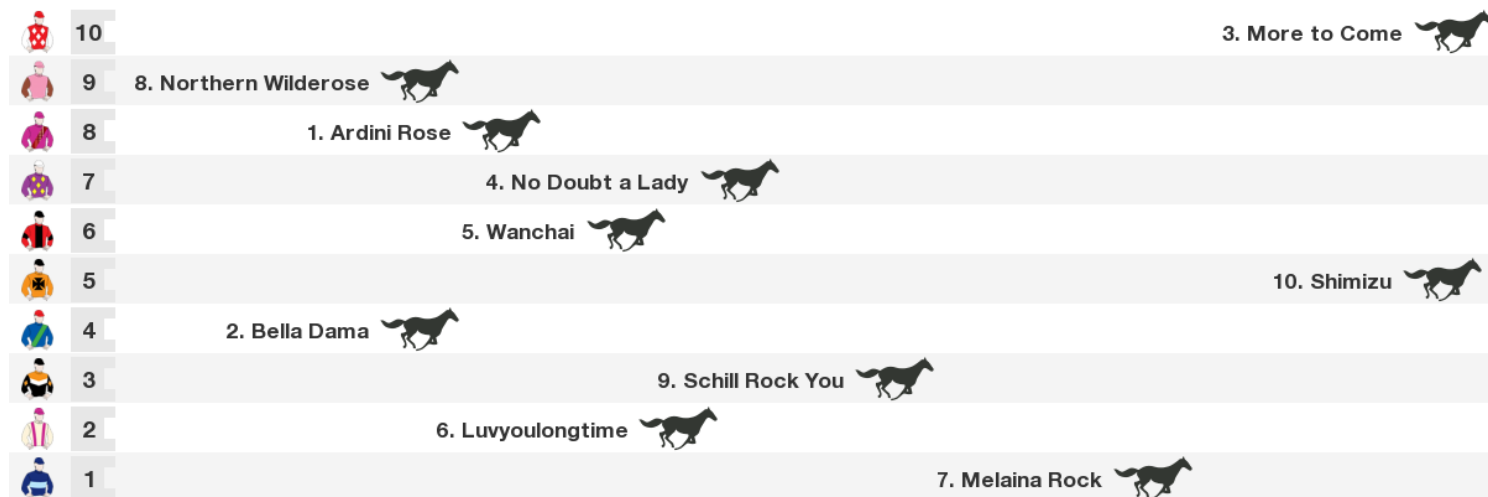 10 3. More to Come
9 8. Northern Wilderose
8 1. Ardini Rose
7 4. No Doubt a Lady
6 5. Wanchai
5 10. Shimizu
4 2. Bella Dama
3 9. Schill Rock You
2 6. Luvyoulongtime
1 7. Melaina Rock